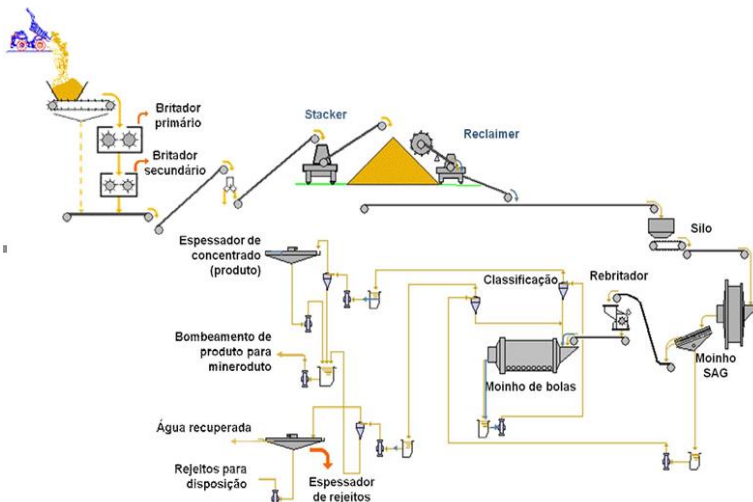 Britador
primário
Britador
secundário
Stacker
Reclaimer
Silo
Espessador de
concentrado
(produto)
Classificação
Rebritador
Moinho
SAG
Bombeamento de
produto para
mineroduto
Moinho de bolas
Água recuperada
Rejeitos para
disposição
Espessador
de rejeitos